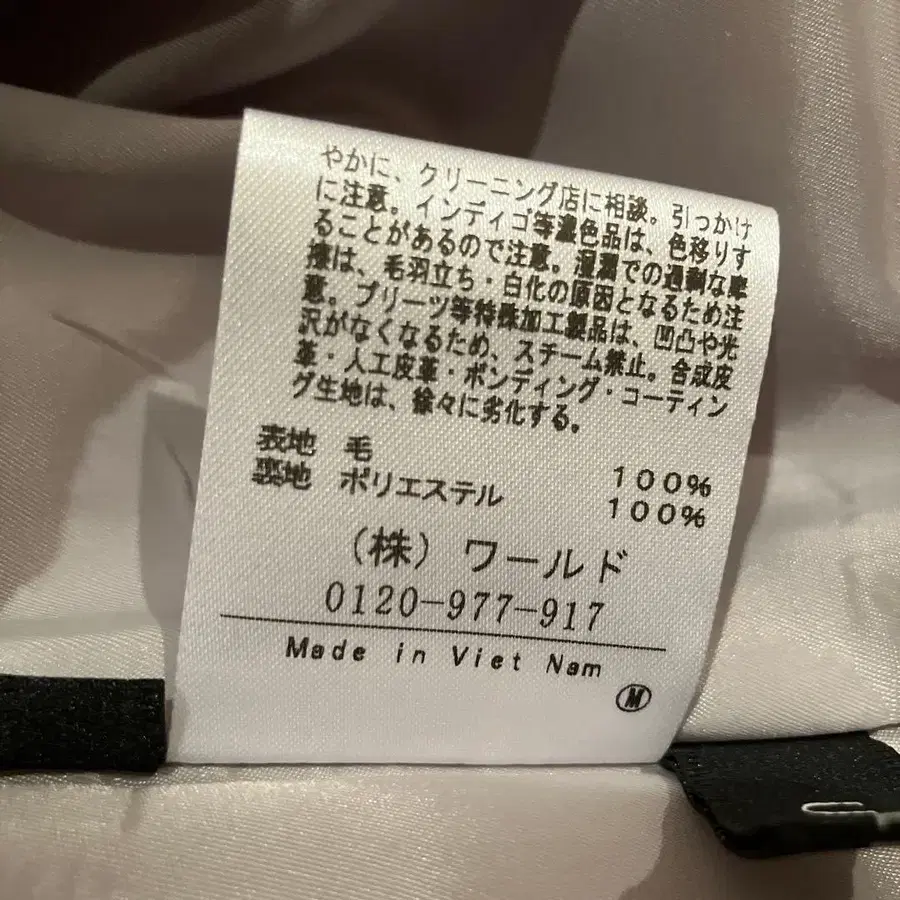 やかに、クリーニング店に相談。引っかけ
に注意。インディゴ等濃色品は、色移りす
ることがあるので注意。湿潤での過剰な摩
擦は、毛羽立ち・白化の原因となるため注
意。プリーツ等特殊加工製品は、凹凸や光
沢がなくなるため、スチーム禁止。合成皮
革・人工皮革・ボンディング・コーティン
グ生地は、徐々に劣化する。
表地 毛 100%
裏地 ポリエステル 100%
(株) ワールド
0120-977-917
Made in Viet Nam
M